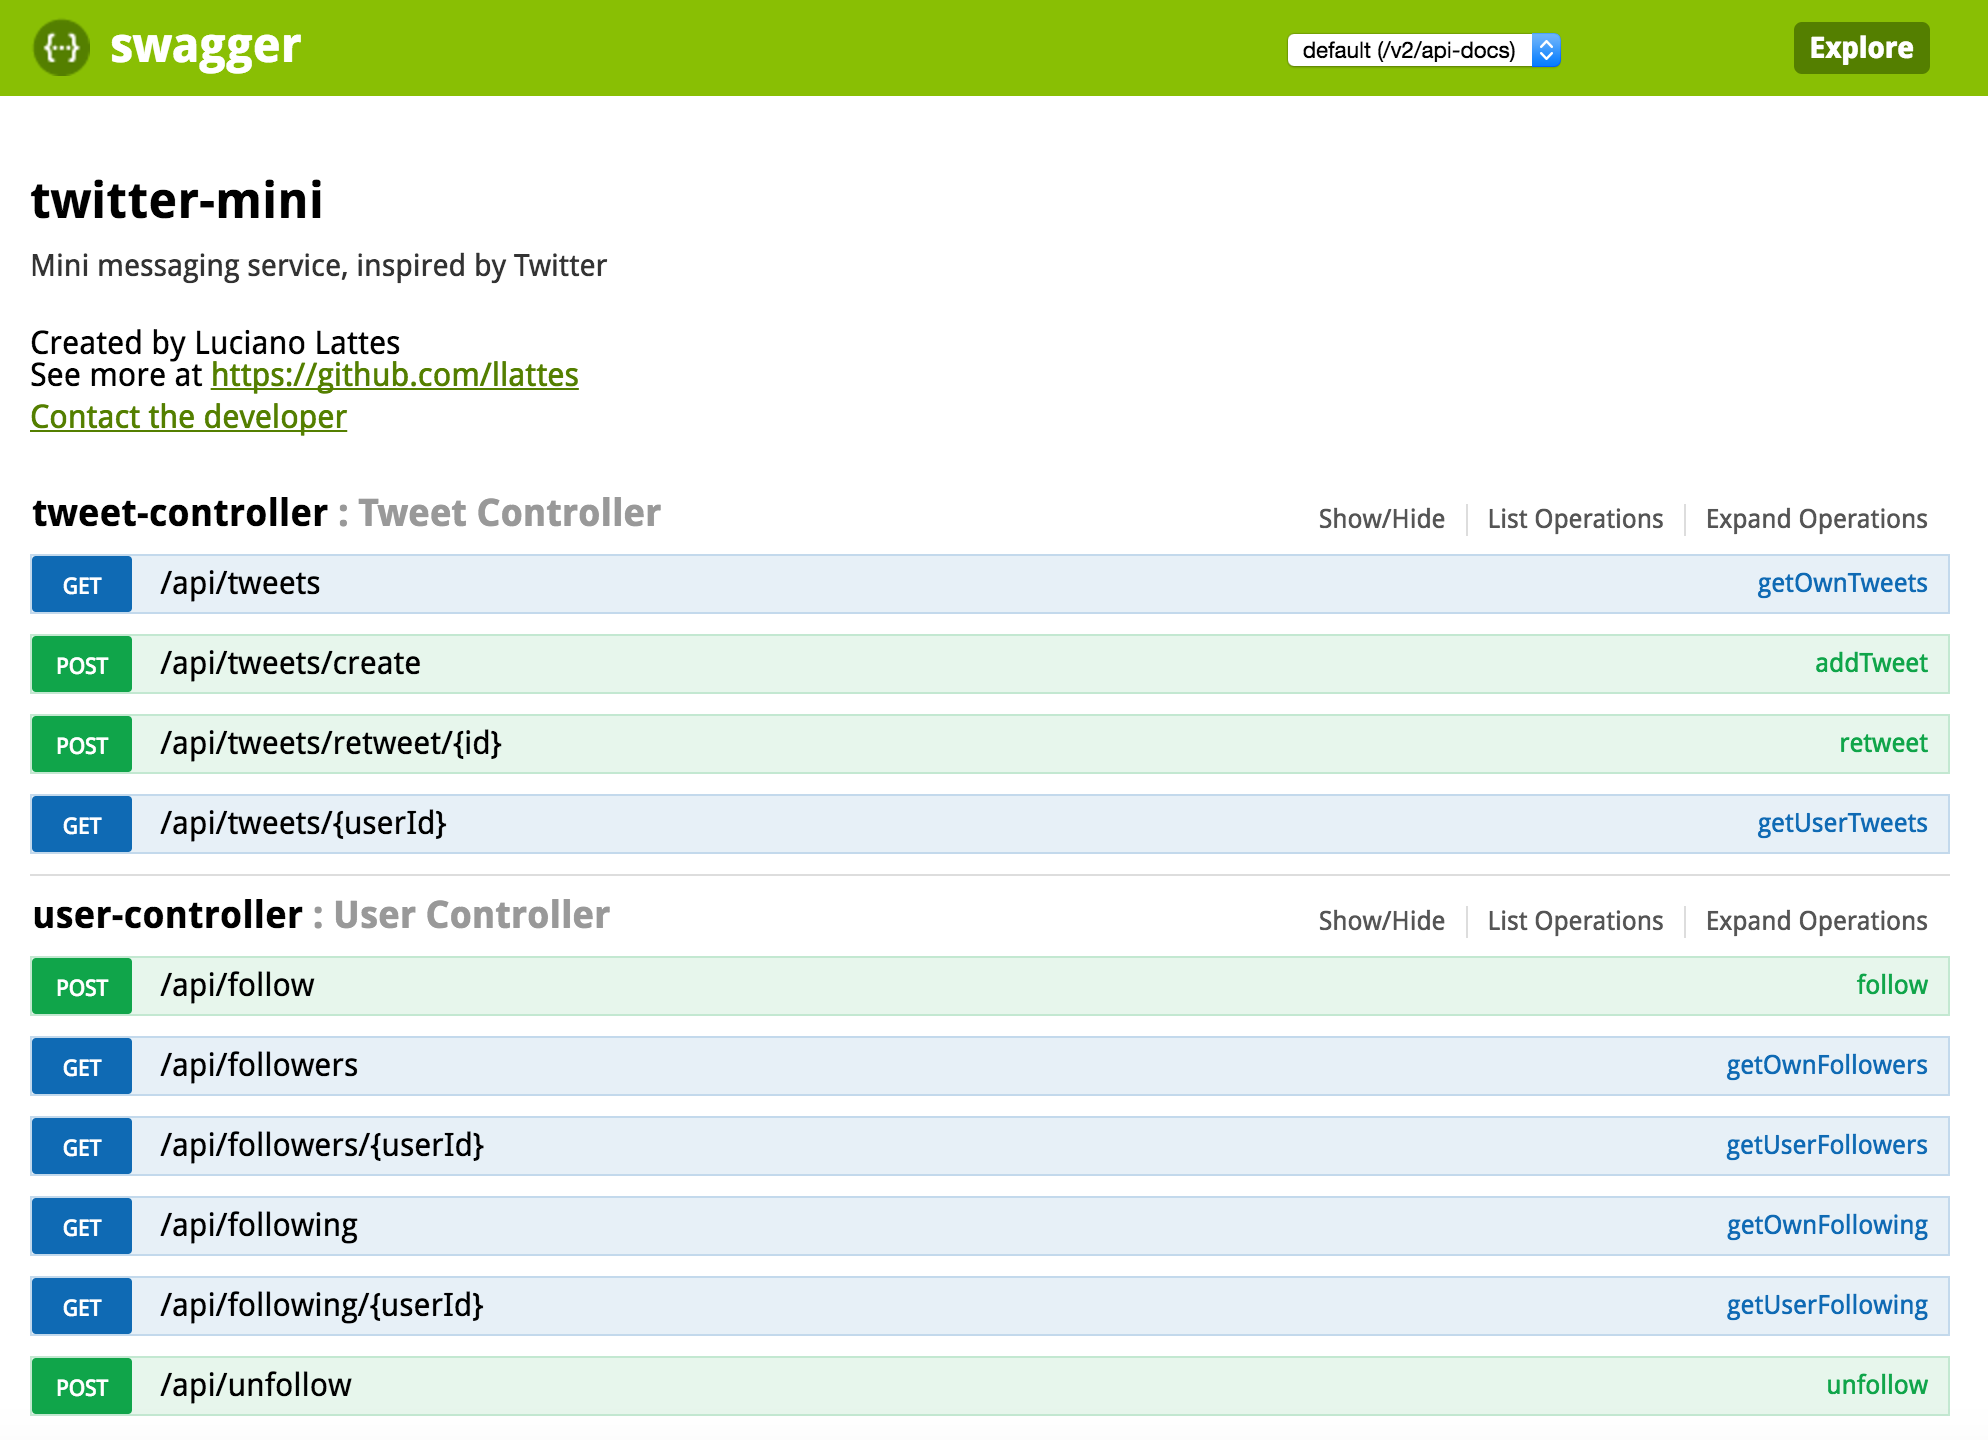 {···} swagger default (/v2/api-docs) Explore
twitter-mini
Mini messaging service, inspired by Twitter
Created by Luciano Lattes
See more at https://github.com/llattes
Contact the developer
tweet-controller : Tweet Controller Show/Hide List Operations Expand Operations
GET /api/tweets getOwnTweets
POST /api/tweets/create addTweet
POST /api/tweets/retweet/{id} retweet
GET /api/tweets/{userId} getUserTweets
user-controller : User Controller Show/Hide List Operations Expand Operations
POST /api/follow follow
GET /api/followers getOwnFollowers
GET /api/followers/{userId} getUserFollowers
GET /api/following getOwnFollowing
GET /api/following/{userId} getUserFollowing
POST /api/unfollow unfollow